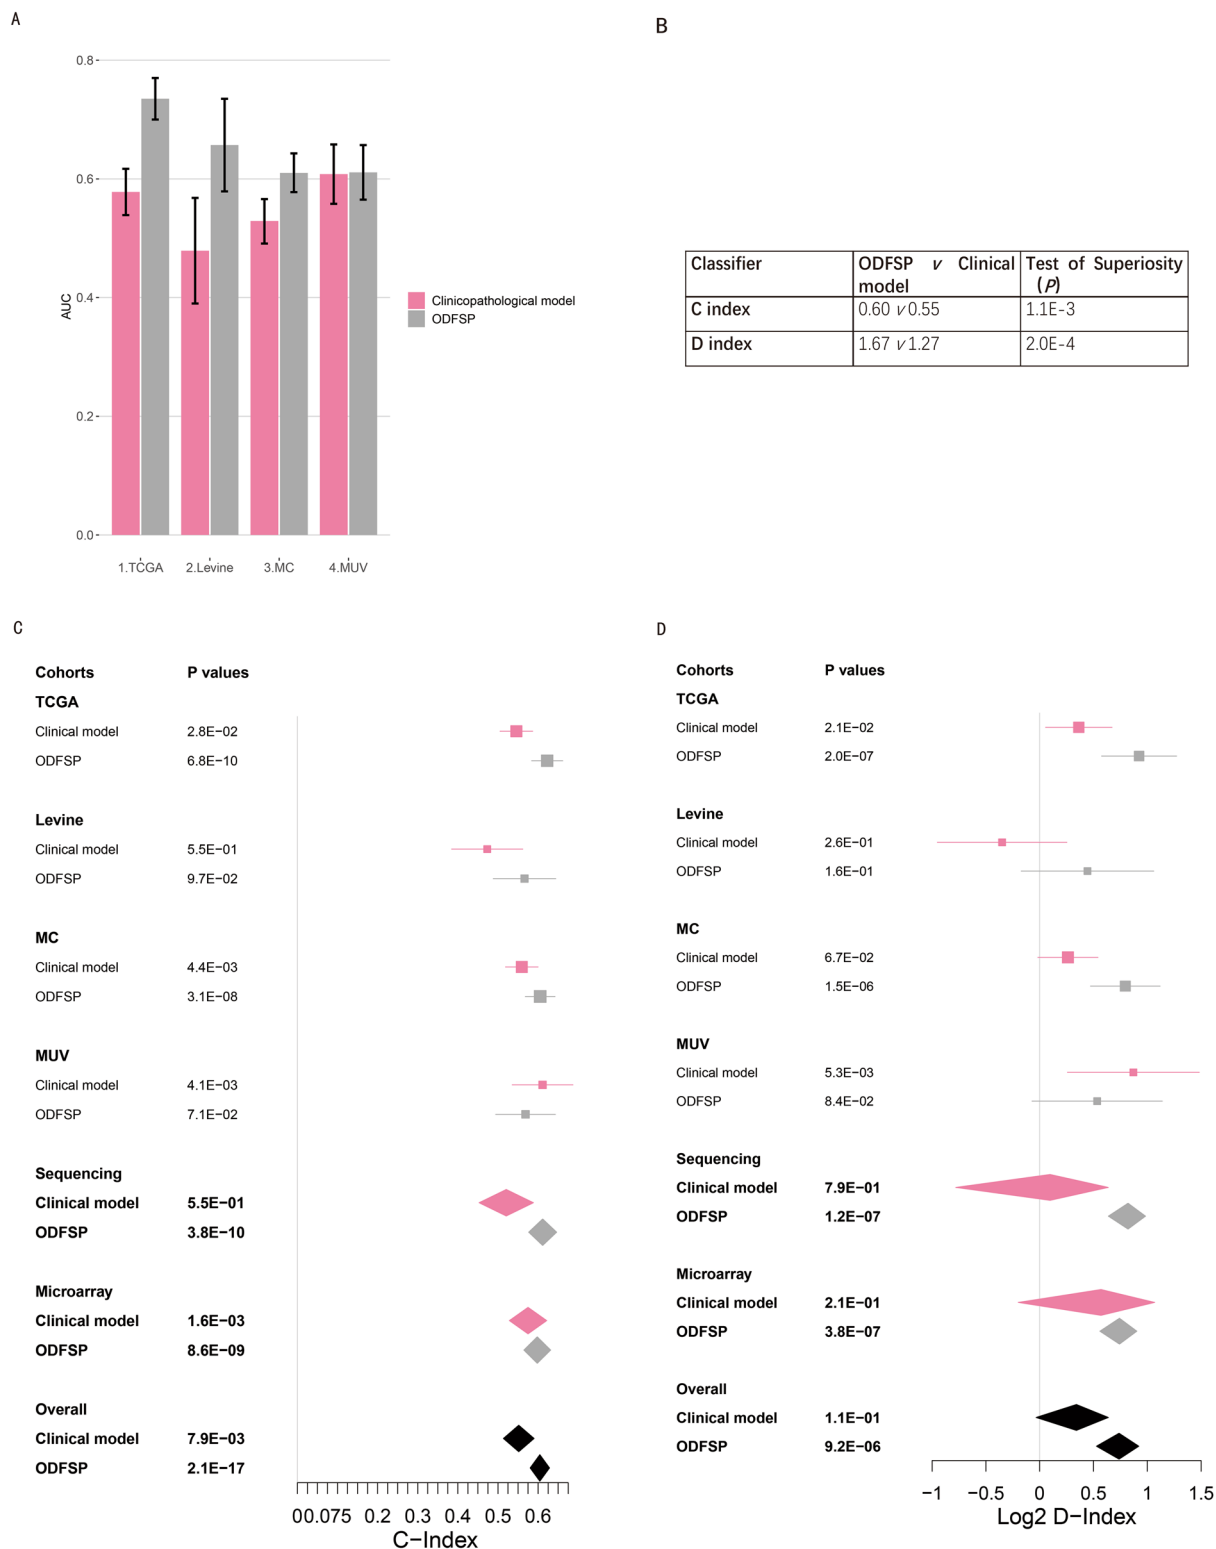 A
0.8
0.6
0.4
0.2
0.0
AUC
1.TCGA 2.Levine 3.MC 4.MUV
Clinicopathological model
ODFSP
B
Classifier
ODFSP v Clinical
model
Test of Superiosity
(P)
C index
0.60 v 0.55
1.1E-3
D index
1.67 v 1.27
2.0E-4
C
Cohorts P values
TCGA
Clinical model 2.8E−02
ODFSP 6.8E−10
Levine
Clinical model 5.5E−01
ODFSP 9.7E−02
MC
Clinical model 4.4E−03
ODFSP 3.1E−08
MUV
Clinical model 4.1E−03
ODFSP 7.1E−02
Sequencing
Clinical model 5.5E−01
ODFSP 3.8E−10
Microarray
Clinical model 1.6E−03
ODFSP 8.6E−09
Overall
Clinical model 7.9E−03
ODFSP 2.1E−17
00.075 0.2 0.3 0.4 0.5 0.6
C−Index
D
Cohorts P values
TCGA
Clinical model 2.1E−02
ODFSP 2.0E−07
Levine
Clinical model 2.6E−01
ODFSP 1.6E−01
MC
Clinical model 6.7E−02
ODFSP 1.5E−06
MUV
Clinical model 5.3E−03
ODFSP 8.4E−02
Sequencing
Clinical model 7.9E−01
ODFSP 1.2E−07
Microarray
Clinical model 2.1E−01
ODFSP 3.8E−07
Overall
Clinical model 1.1E−01
ODFSP 9.2E−06
−1 −0.5 0 0.5 1 1.5
Log2 D−Index